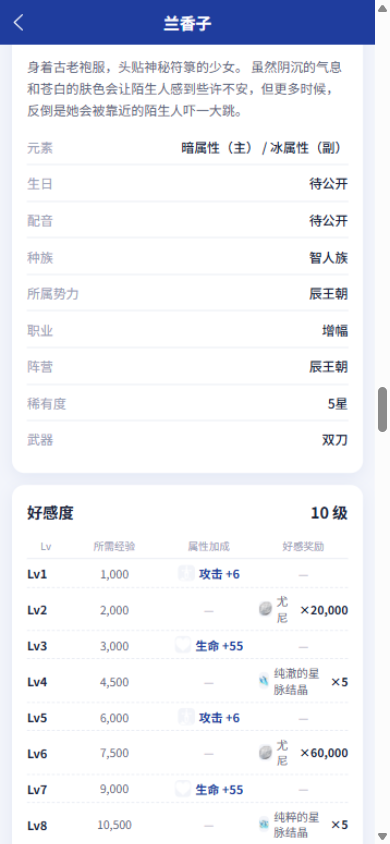 兰香子
身着古老袍服，头贴神秘符箓的少女。 虽然阴沉的气息
和苍白的肤色会让陌生人感到些许不安，但更多时候，
反倒是她会被靠近的陌生人吓一大跳。
元素 暗属性（主） / 冰属性（副）
生日 待公开
配音 待公开
种族 智人族
所属势力 辰王朝
职业 增幅
阵营 辰王朝
稀有度 5星
武器 双刀
好感度 10 级
Lv 所需经验 属性加成 好感奖励
Lv1 1,000 攻击 +6 —
Lv2 2,000 — 尤尼 ×20,000
Lv3 3,000 生命 +55 —
Lv4 4,500 — 纯澈的星脉结晶 ×5
Lv5 6,000 攻击 +6 —
Lv6 7,500 — 尤尼 ×60,000
Lv7 9,000 生命 +55 —
Lv8 10,500 — 纯粹的星脉结晶 ×5